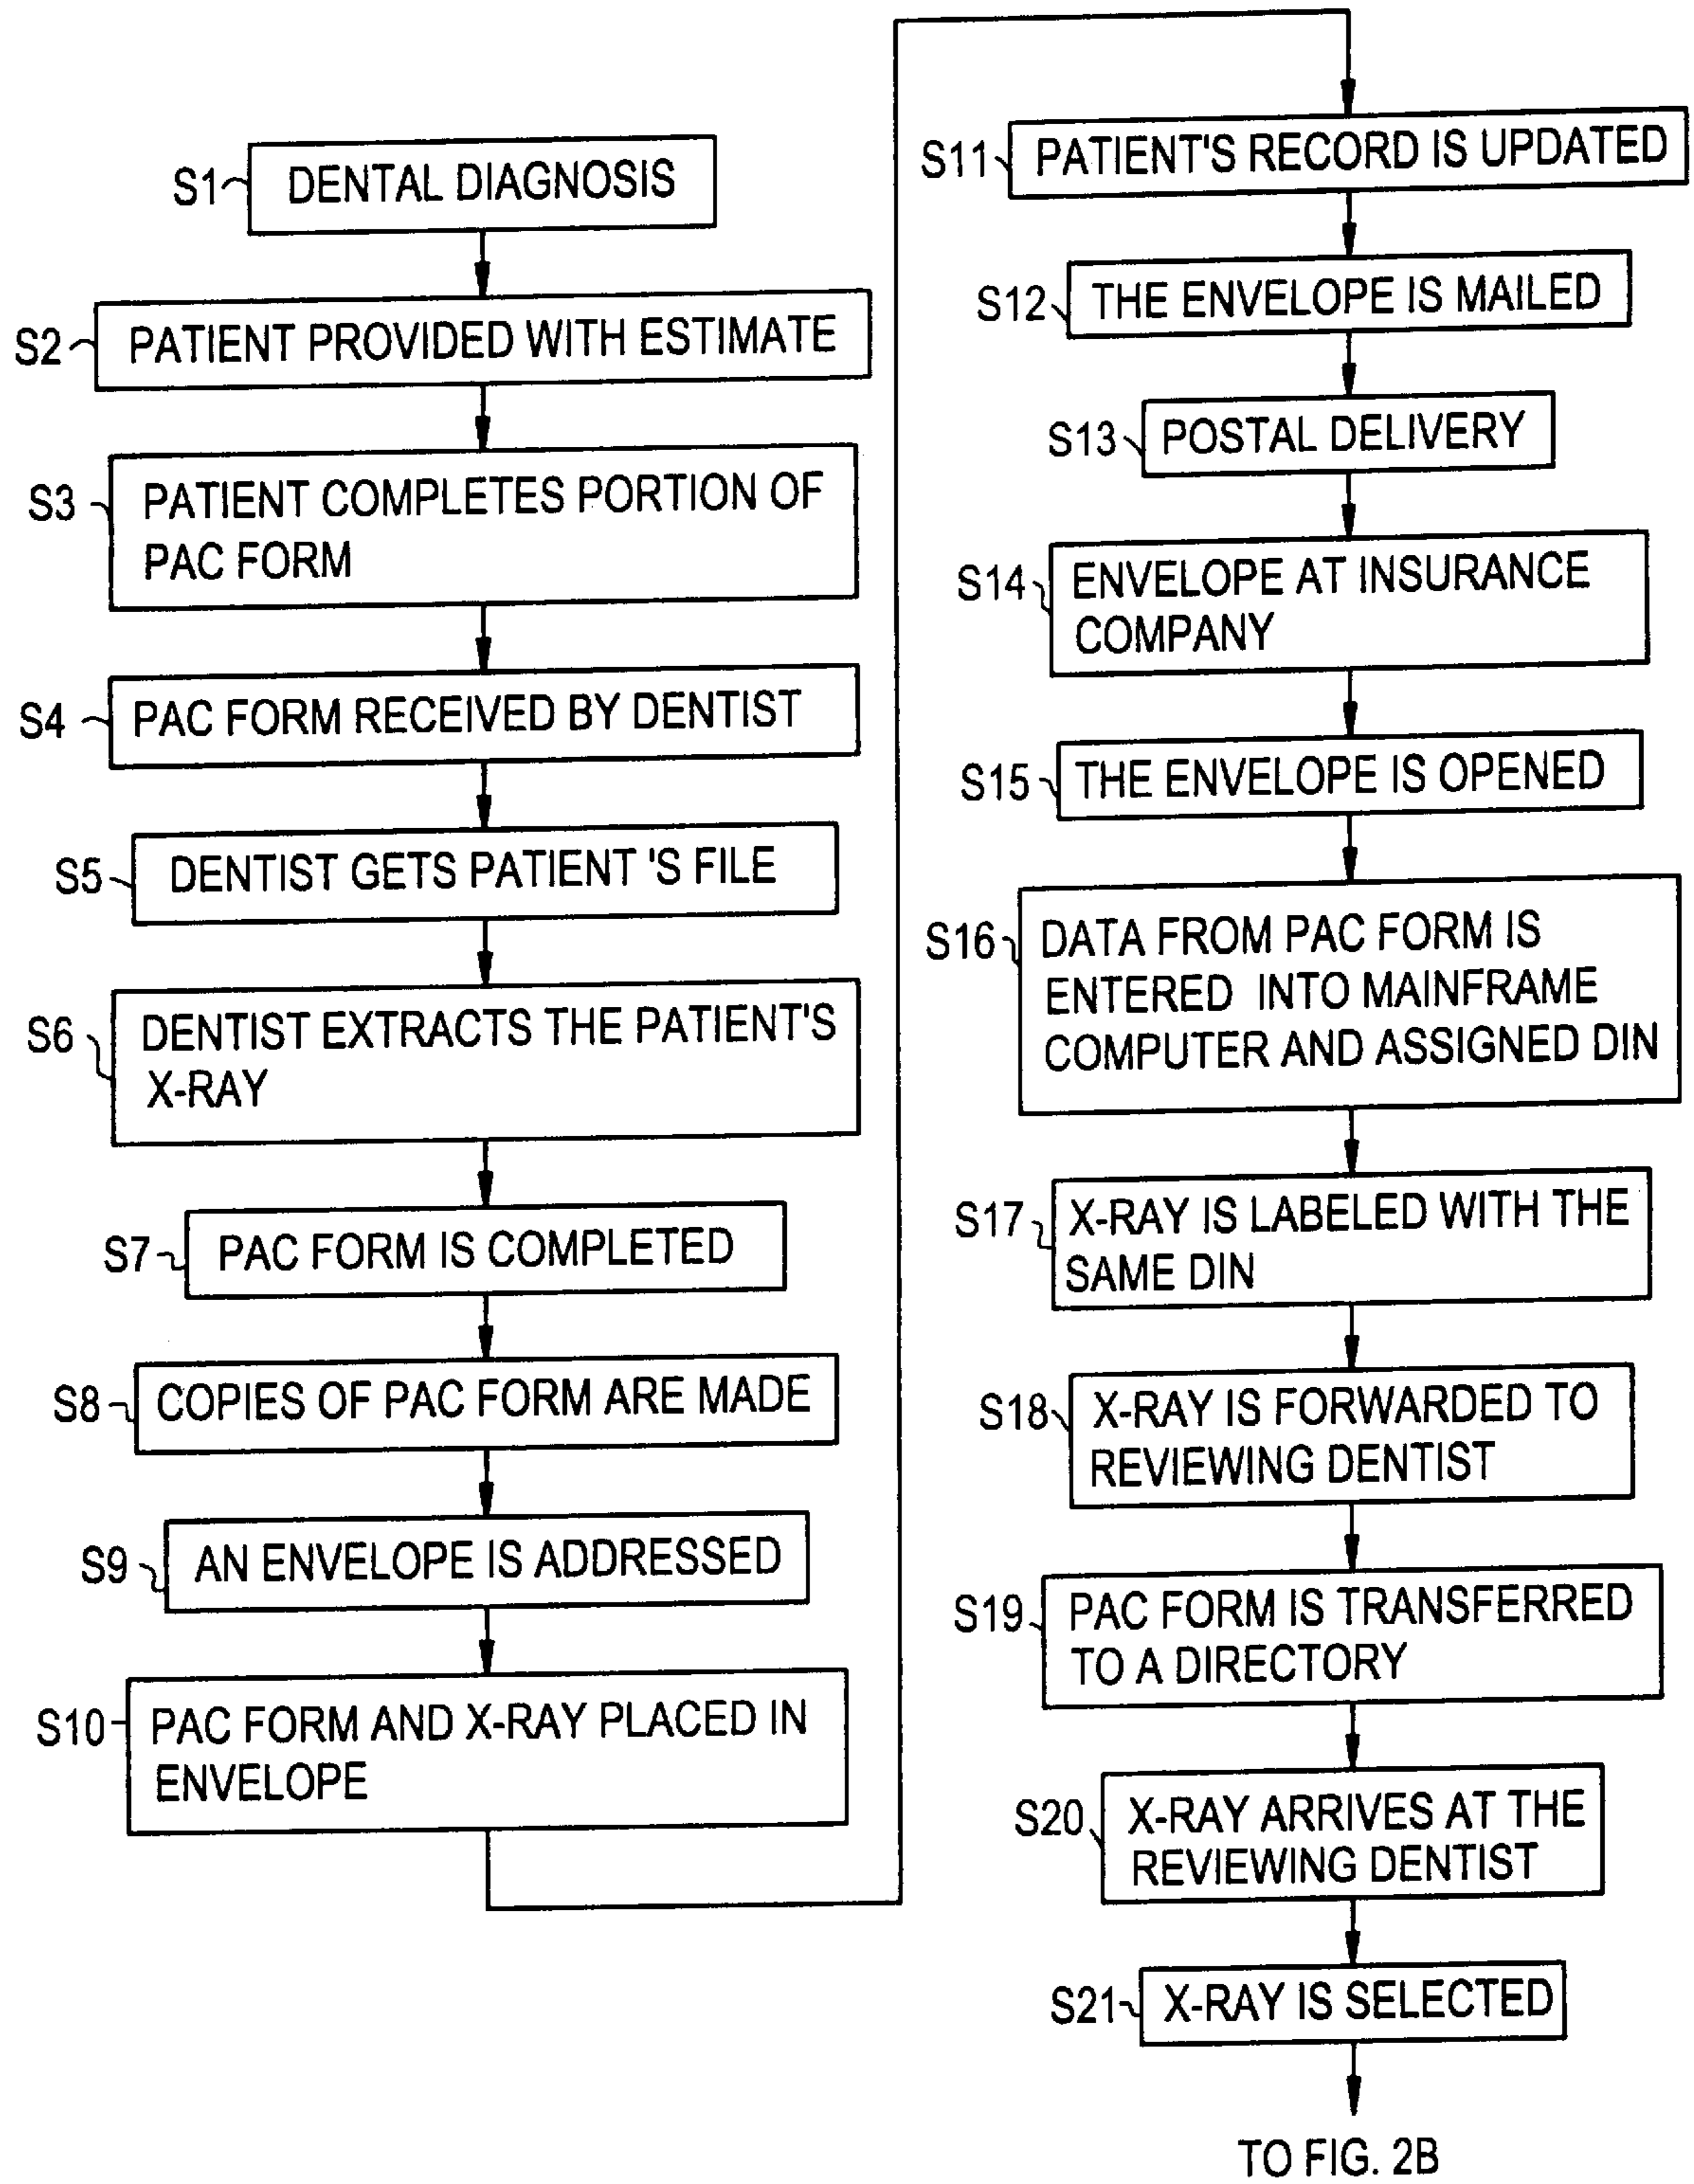 S1
DENTAL DIAGNOSIS
S2
PATIENT PROVIDED WITH ESTIMATE
S3
PATIENT COMPLETES PORTION OF
PAC FORM
S4
PAC FORM RECEIVED BY DENTIST
S5
DENTIST GETS PATIENT 'S FILE
S6
DENTIST EXTRACTS THE PATIENT'S
X-RAY
S7
PAC FORM IS COMPLETED
S8
COPIES OF PAC FORM ARE MADE
S9
AN ENVELOPE IS ADDRESSED
S10
PAC FORM AND X-RAY PLACED IN
ENVELOPE
S11
PATIENT'S RECORD IS UPDATED
S12
THE ENVELOPE IS MAILED
S13
POSTAL DELIVERY
S14
ENVELOPE AT INSURANCE
COMPANY
S15
THE ENVELOPE IS OPENED
S16
DATA FROM PAC FORM IS
ENTERED INTO MAINFRAME
COMPUTER AND ASSIGNED DIN
S17
X-RAY IS LABELED WITH THE
SAME DIN
S18
X-RAY IS FORWARDED TO
REVIEWING DENTIST
S19
PAC FORM IS TRANSFERRED
TO A DIRECTORY
S20
X-RAY ARRIVES AT THE
REVIEWING DENTIST
S21
X-RAY IS SELECTED
TO FIG. 2B